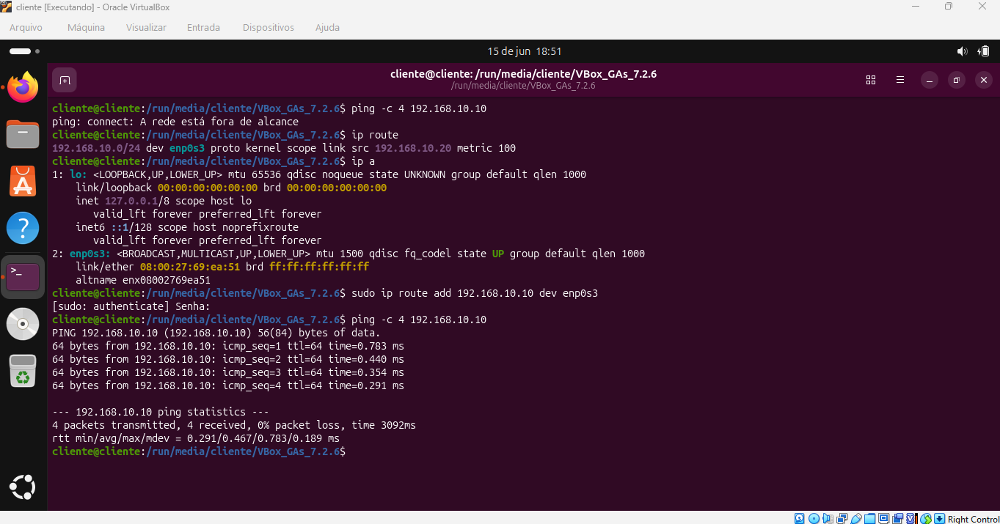 cliente [Executando] - Oracle VirtualBox
Arquivo Máquina Visualizar Entrada Dispositivos Ajuda
15 de jun 18:51
cliente@cliente: /run/media/cliente/VBox_GAs_7.2.6
/run/media/cliente/VBox_GAs_7.2.6
cliente@cliente:/run/media/cliente/VBox_GAs_7.2.6$ ping -c 4 192.168.10.10
ping: connect: A rede está fora de alcance
cliente@cliente:/run/media/cliente/VBox_GAs_7.2.6$ ip route
192.168.10.0/24 dev enp0s3 proto kernel scope link src 192.168.10.20 metric 100
cliente@cliente:/run/media/cliente/VBox_GAs_7.2.6$ ip a
1: lo: <LOOPBACK,UP,LOWER_UP> mtu 65536 qdisc noqueue state UNKNOWN group default qlen 1000
    link/loopback 00:00:00:00:00:00 brd 00:00:00:00:00:00
    inet 127.0.0.1/8 scope host lo
       valid_lft forever preferred_lft forever
    inet6 ::1/128 scope host noprefixroute
       valid_lft forever preferred_lft forever
2: enp0s3: <BROADCAST,MULTICAST,UP,LOWER_UP> mtu 1500 qdisc fq_codel state UP group default qlen 1000
    link/ether 08:00:27:69:ea:51 brd ff:ff:ff:ff:ff:ff
    altname enx08002769ea51
cliente@cliente:/run/media/cliente/VBox_GAs_7.2.6$ sudo ip route add 192.168.10.10 dev enp0s3
[sudo: authenticate] Senha:
cliente@cliente:/run/media/cliente/VBox_GAs_7.2.6$ ping -c 4 192.168.10.10
PING 192.168.10.10 (192.168.10.10) 56(84) bytes of data.
64 bytes from 192.168.10.10: icmp_seq=1 ttl=64 time=0.783 ms
64 bytes from 192.168.10.10: icmp_seq=2 ttl=64 time=0.440 ms
64 bytes from 192.168.10.10: icmp_seq=3 ttl=64 time=0.354 ms
64 bytes from 192.168.10.10: icmp_seq=4 ttl=64 time=0.291 ms
--- 192.168.10.10 ping statistics ---
4 packets transmitted, 4 received, 0% packet loss, time 3092ms
rtt min/avg/max/mdev = 0.291/0.467/0.783/0.189 ms
cliente@cliente:/run/media/cliente/VBox_GAs_7.2.6$
Right Control